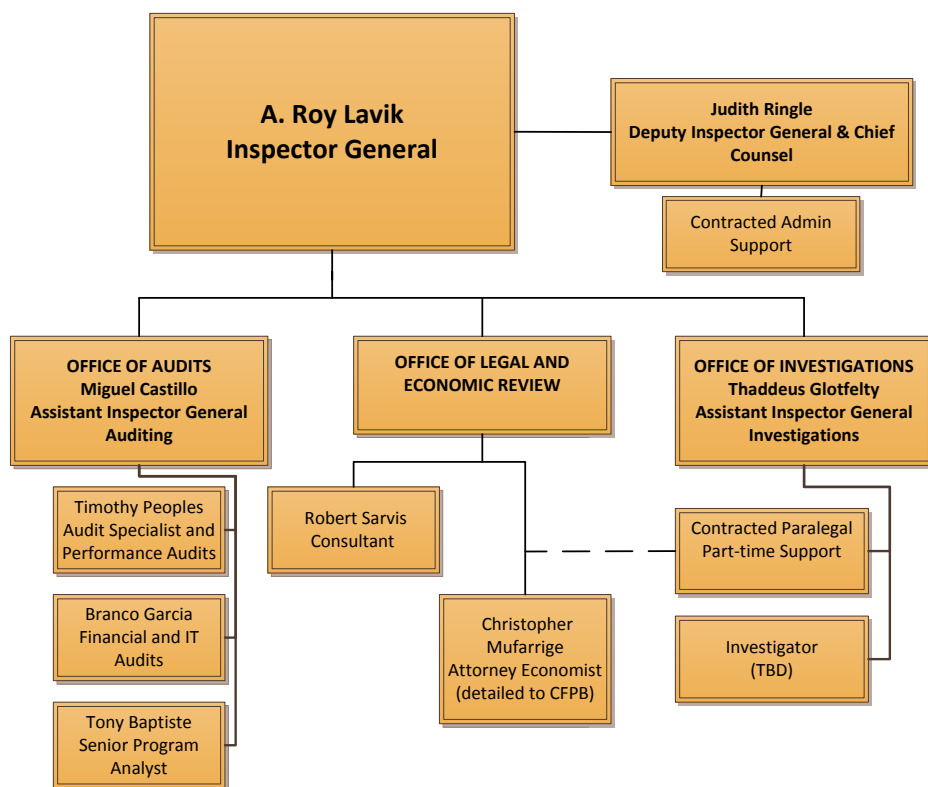 A. Roy Lavik
Inspector General
Judith Ringle
Deputy Inspector General & Chief
Counsel
Contracted Admin
Support
OFFICE OF AUDITS
Miguel Castillo
Assistant Inspector General
Auditing
OFFICE OF LEGAL AND
ECONOMIC REVIEW
OFFICE OF INVESTIGATIONS
Thaddeus Glotfelty
Assistant Inspector General
Investigations
Timothy Peoples
Audit Specialist and
Performance Audits
Branco Garcia
Financial and IT
Audits
Tony Baptiste
Senior Program
Analyst
Robert Sarvis
Consultant
Christopher
Mufarrige
Attorney Economist
(detailed to CFPB)
Contracted Paralegal
Part-time Support
Investigator
(TBD)